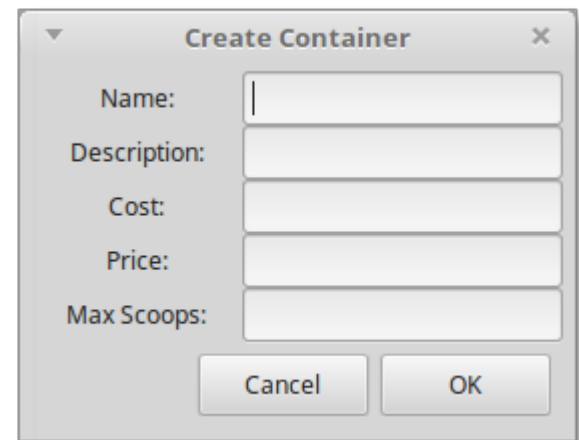 Create Container
Name:
Description:
Cost:
Price:
Max Scoops:
Cancel OK